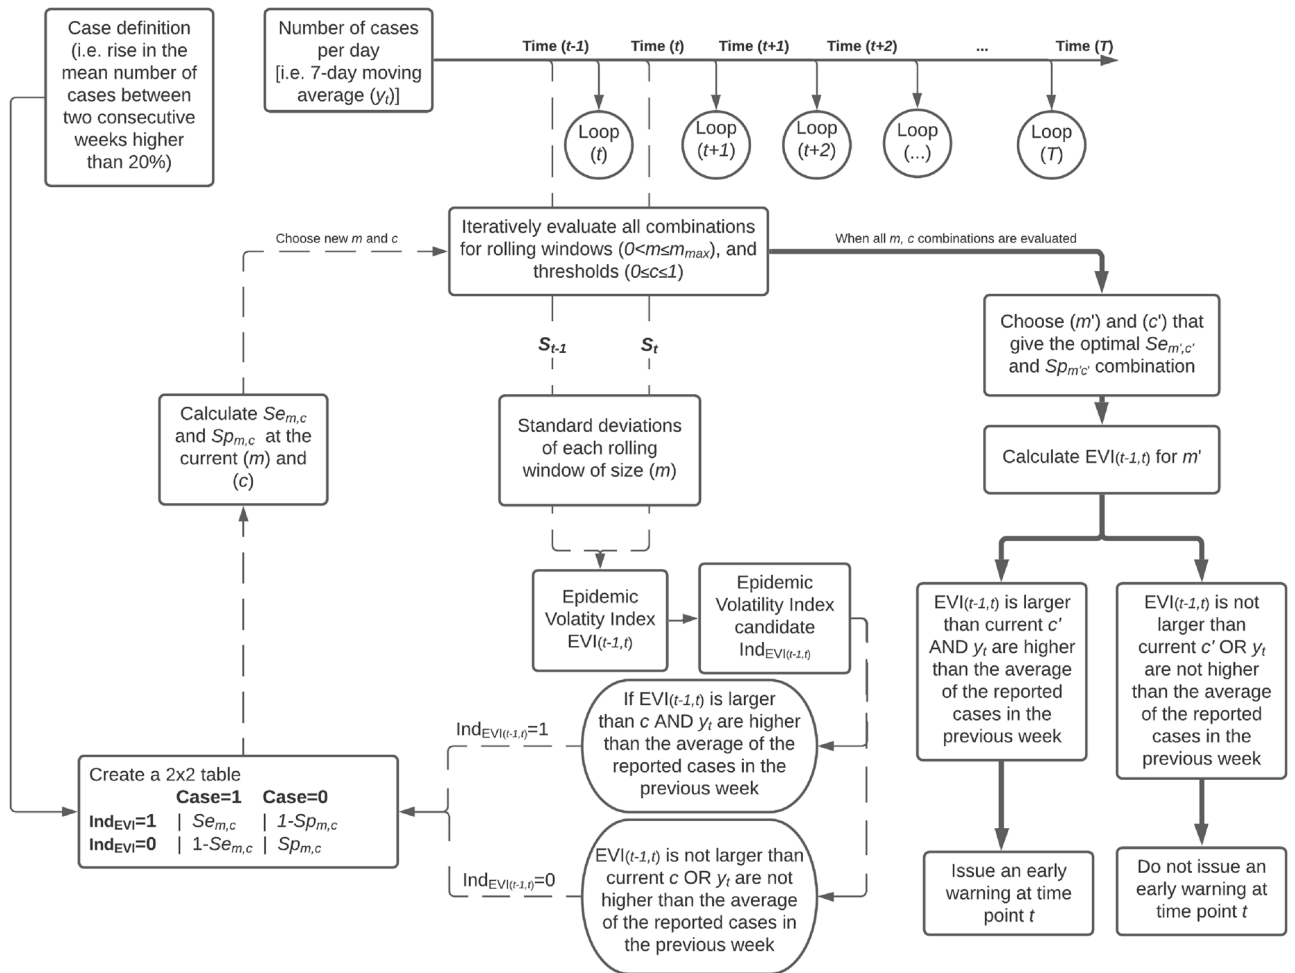 Case definition
(i.e. rise in the
mean number of
cases between
two consecutive
weeks higher
than 20%)
Number of cases
per day
[i.e. 7-day moving
average (yt)]
Time (t-1)
Time (t)
Time (t+1)
Time (t+2)
...
Time (T)
Loop
(t)
Loop
(t+1)
Loop
(t+2)
Loop
(...)
Loop
(T)
Choose new m and c
Iteratively evaluate all combinations
for rolling windows (0<m≤mmax), and
thresholds (0≤c≤1)
When all m, c combinations are evaluated
St-1
St
Choose (m') and (c') that
give the optimal Sem',c'
and Spm'c' combination
Calculate Sem,c
and Spm,c at the
current (m) and
(c)
Standard deviations
of each rolling
window of size (m)
Calculate EVI(t-1,t) for m'
Epidemic
Volatity Index
EVI(t-1,t)
Epidemic
Volatility Index
candidate
IndEVI(t-1,t)
EVI(t-1,t) is larger
than current c'
AND yt are higher
than the average
of the reported
cases in the
previous week
EVI(t-1,t) is not
larger than
current c' OR yt
are not higher
than the average
of the reported
cases in the
previous week
If EVI(t-1,t) is larger
than c AND yt are higher
than the average of the
reported cases in the
previous week
IndEVI(t-1,t)=1
Create a 2x2 table
Case=1 Case=0
IndEVI=1 | Sem,c | 1-Spm,c
IndEVI=0 | 1-Sem,c | Spm,c
IndEVI(t-1,t)=0
EVI(t-1,t) is not larger than
current c OR yt are not
higher than the average
of the reported cases in
the previous week
Issue an early
warning at time
point t
Do not issue an
early warning at
time point t